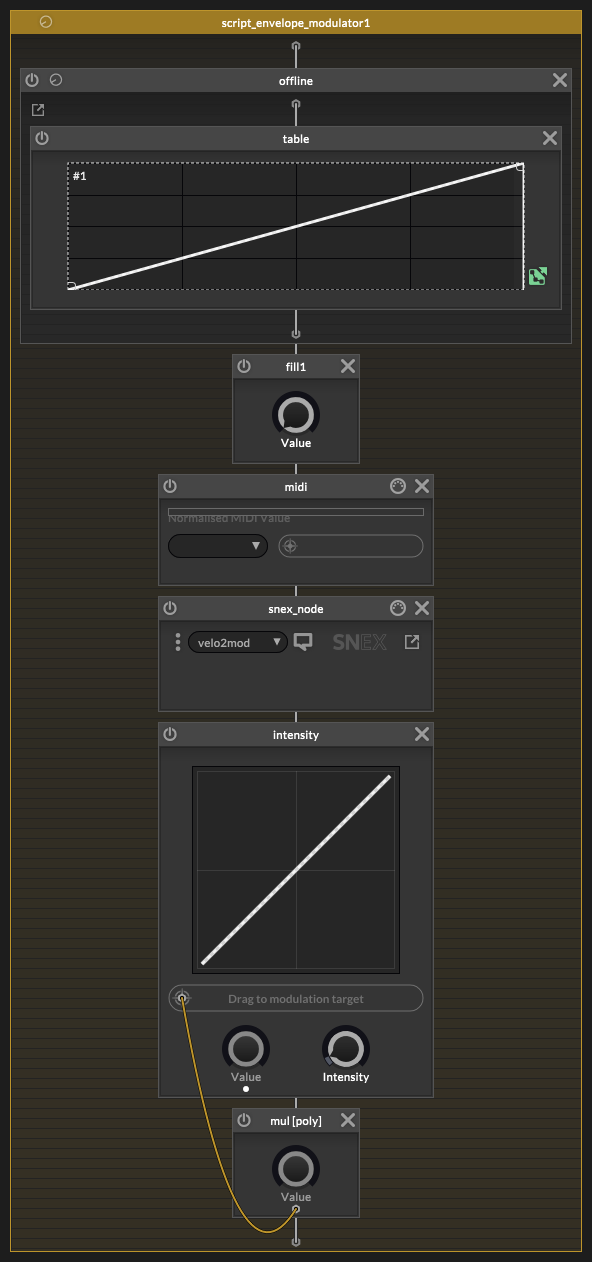 script_envelope_modulator1
offline
table
#1
fill1
Value
midi
Normalised MIDI Value
snex_node
velo2mod
SNEX
intensity
Drag to modulation target
Value
Intensity
mul [poly]
Value